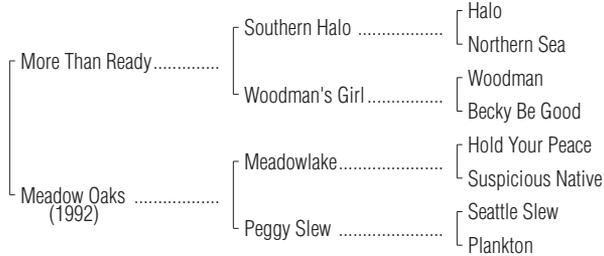 Halo
Southern Halo ..................
Northern Sea
More Than Ready..............
Woodman
Woodman's Girl................
Becky Be Good
Hold Your Peace
Meadowlake......................
Suspicious Native
Meadow Oaks ..................
(1992)
Seattle Slew
Peggy Slew ......................
Plankton